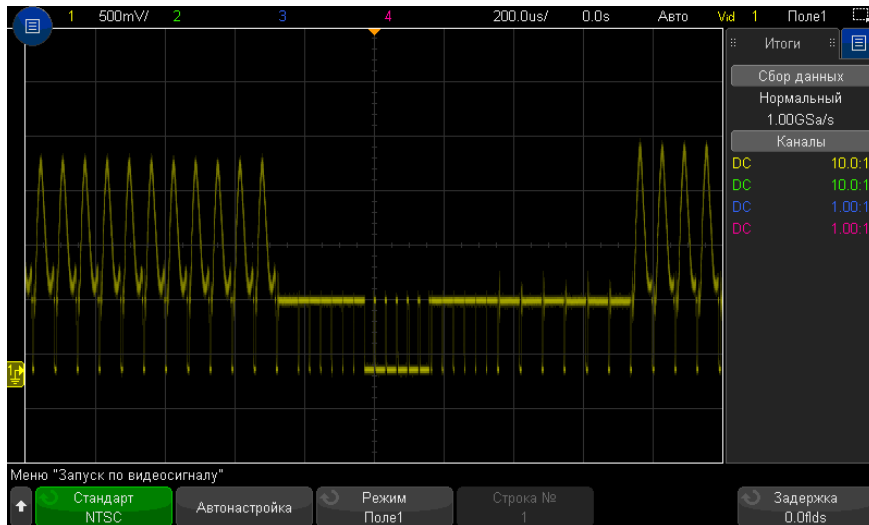 1 500mV/ 2 3 4 200.0us/ 0.0s Авто Vid 1 Поле1
Итоги
Сбор данных
Нормальный
1.00GSa/s
Каналы
DC 10.0:1
DC 10.0:1
DC 1.00:1
DC 1.00:1
1
Меню "Запуск по видеосигналу"
Стандарт Автонастройка Режим Строка № Задержка
NTSC Поле1 1 0.0flds